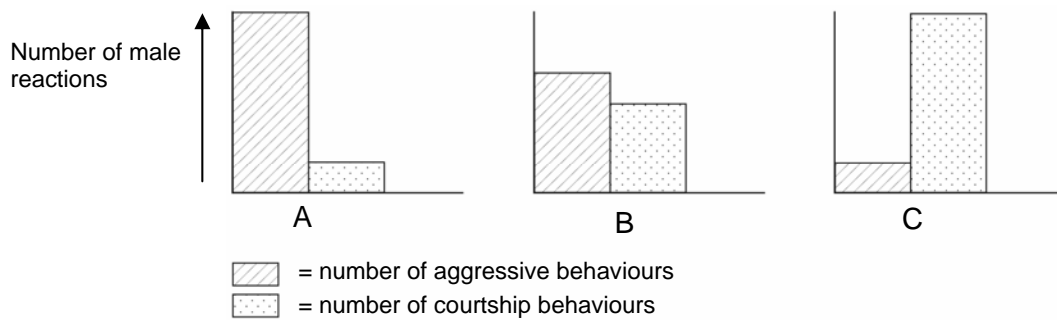 Number of male
reactions
A
B
C
= number of aggressive behaviours
= number of courtship behaviours